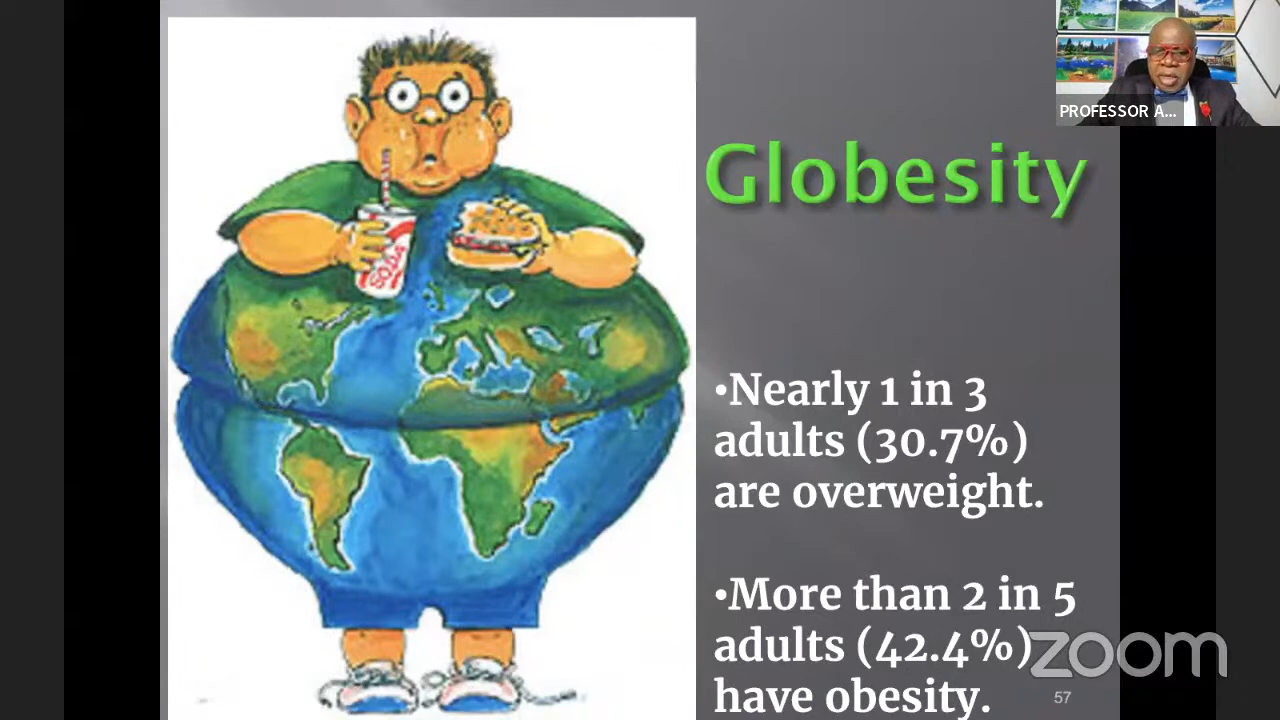 PROFESSOR A...
Globesity
SODA
•Nearly 1 in 3
adults (30.7%)
are overweight.
•More than 2 in 5
adults (42.4%)
have obesity.
zoom
57